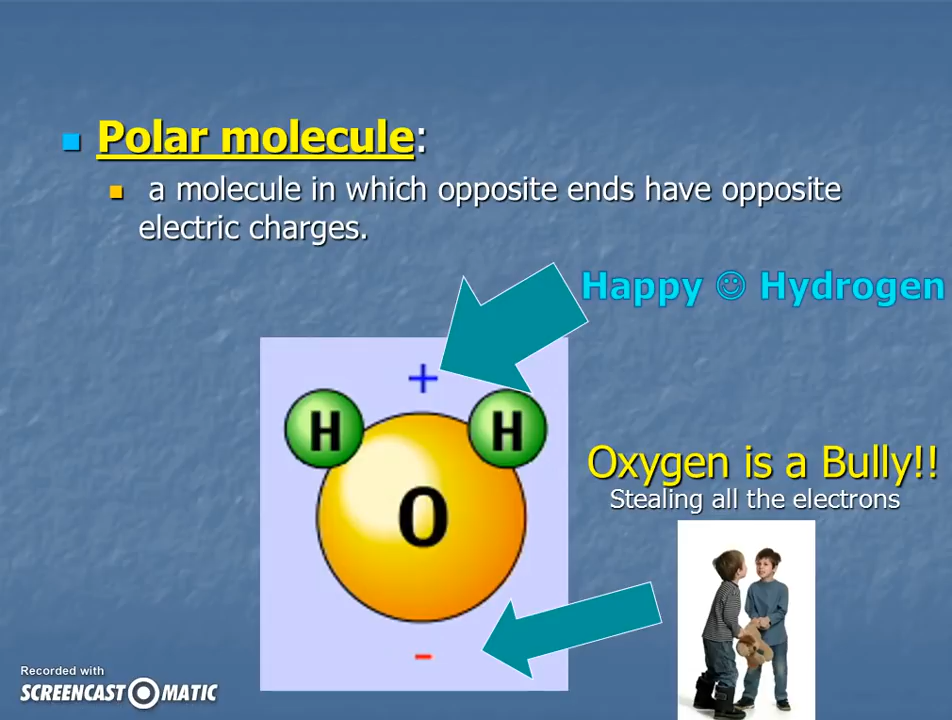 Polar molecule:
a molecule in which opposite ends have opposite
electric charges.
Happy ☺ Hydrogen
+
H H
O
Oxygen is a Bully!!
Stealing all the electrons
-
Recorded with
SCREENCAST O MATIC